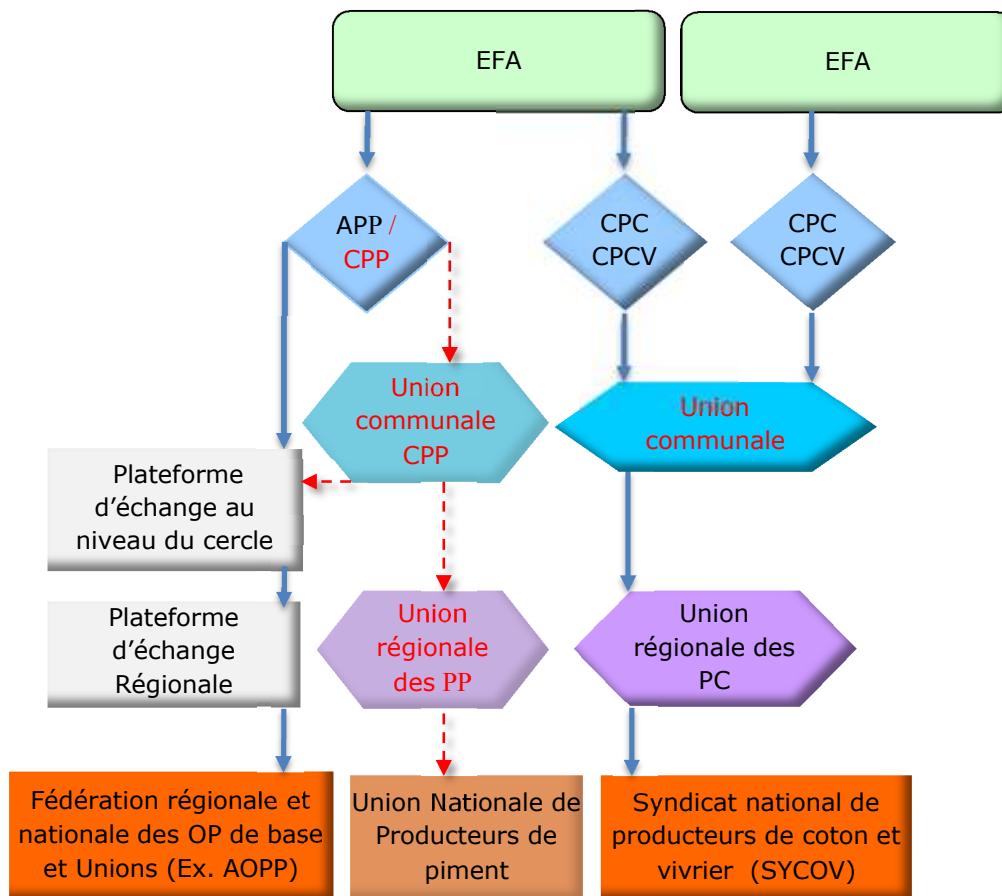 EFA
EFA
APP /
CPP
CPC
CPCV
CPC
CPCV
Union
communale
CPP
Union
communale
Plateforme
d'échange au
niveau du cercle
Plateforme
d'échange
Régionale
Union
régionale
des PP
Union
régionale des
PC
Fédération régionale et
nationale des OP de base
et Unions (Ex. AOPP)
Union Nationale de
Producteurs de
piment
Syndicat national de
producteurs de coton et
vivrier (SYCOV)